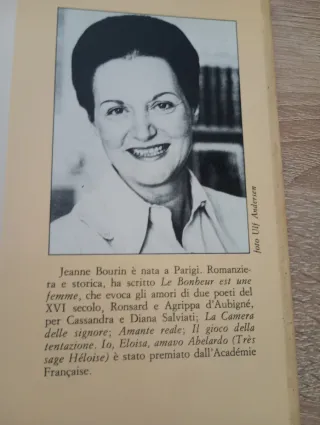 foto Ulf Andersen
Jeanne Bourin è nata a Parigi. Romanzie-
ra e storica, ha scritto Le Bonheur est une
femme, che evoca gli amori di due poeti del
XVI secolo, Ronsard e Agrippa d'Aubigné,
per Cassandra e Diana Salviati; La Camera
delle signore; Amante reale; Il gioco della
tentazione. Io, Eloisa, amavo Abelardo (Très
sage Héloise) è stato premiato dall'Académie
Française.